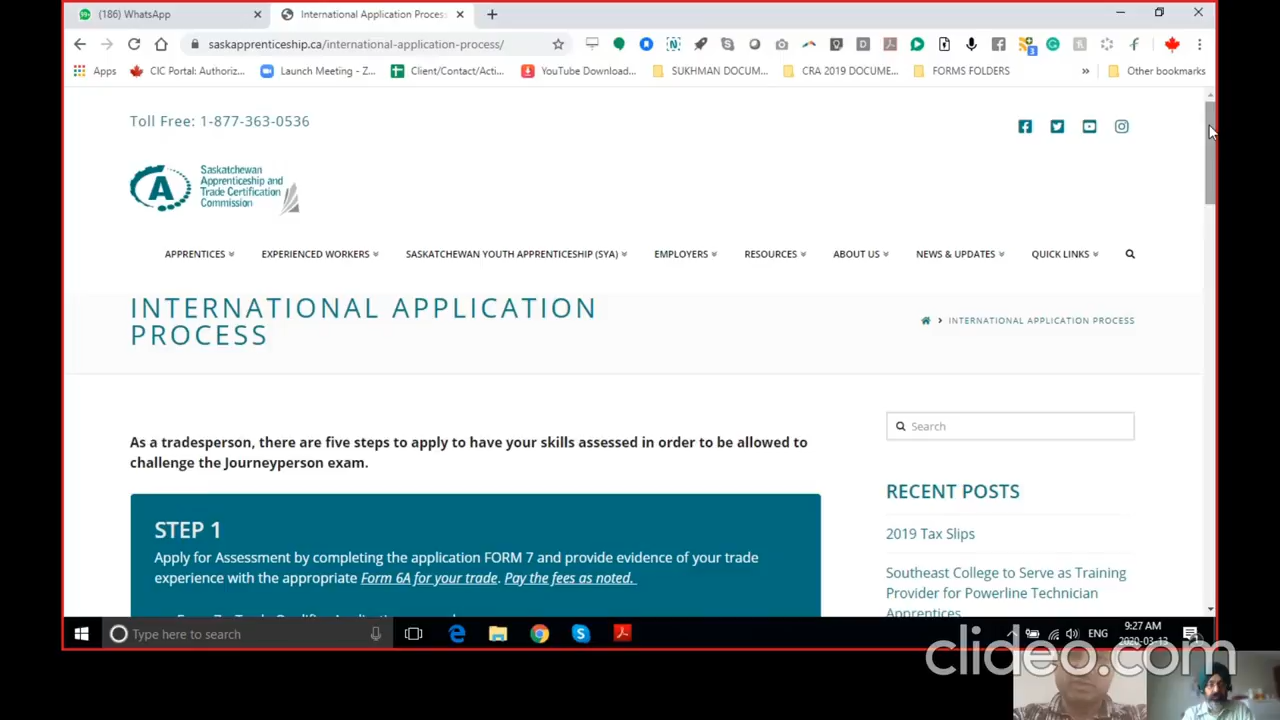 (186) WhatsApp
International Application Proces
saskapprenticeship.ca/international-application-process/
Apps
CIC Portal: Authoriz...
Launch Meeting - Z...
Client/Contact/Acti...
YouTube Download...
SUKHMAN DOCUM...
CRA 2019 DOCUME...
FORMS FOLDERS
»
Other bookmarks
Toll Free: 1-877-363-0536
A
Saskatchewan
Apprenticeship and
Trade Certification
Commission
APPRENTICES
EXPERIENCED WORKERS
SASKATCHEWAN YOUTH APPRENTICESHIP (SYA)
EMPLOYERS
RESOURCES
ABOUT US
NEWS & UPDATES
QUICK LINKS
INTERNATIONAL APPLICATION
PROCESS
INTERNATIONAL APPLICATION PROCESS
As a tradesperson, there are five steps to apply to have your skills assessed in order to be allowed to
challenge the Journeyperson exam.
STEP 1
Apply for Assessment by completing the application FORM 7 and provide evidence of your trade
experience with the appropriate Form 6A for your trade. Pay the fees as noted.
Search
RECENT POSTS
2019 Tax Slips
Southeast College to Serve as Training
Provider for Powerline Technician
Apprentices
Type here to search
ENG
9:27 AM
2020-03-13
clideo.com